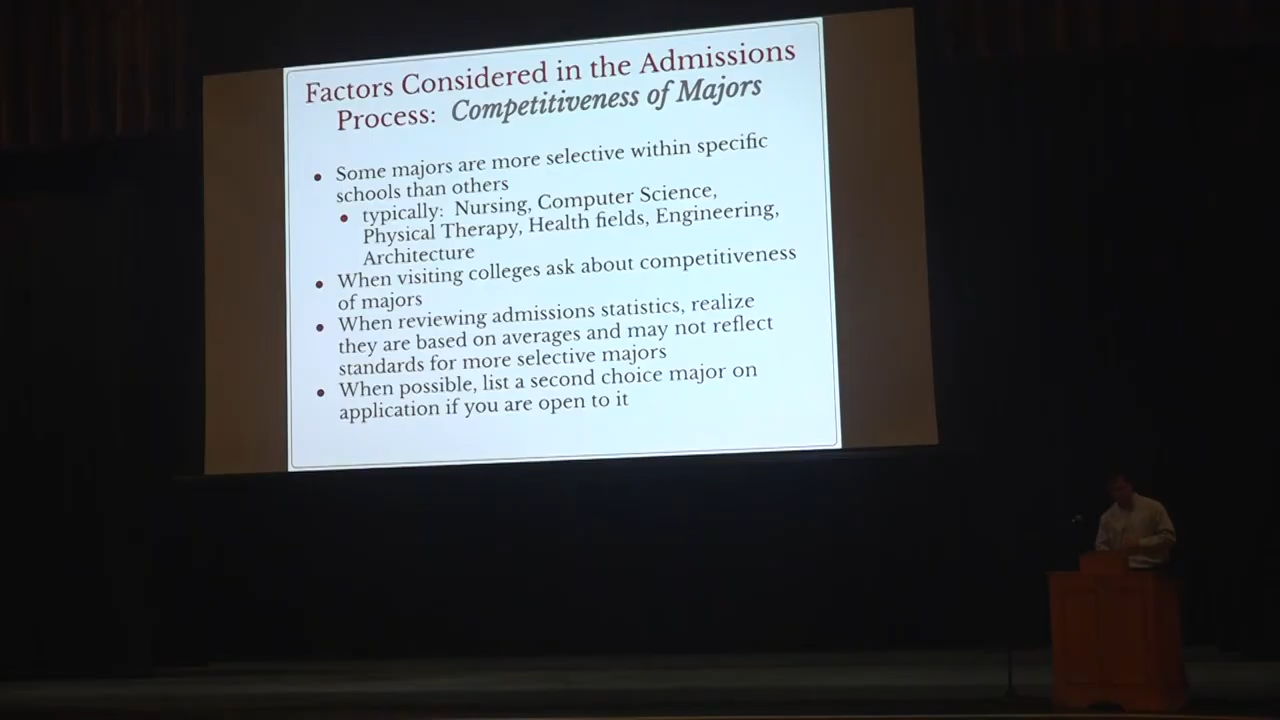 Factors Considered in the Admissions
Process: Competitiveness of Majors
• Some majors are more selective within specific
schools than others
• typically: Nursing, Computer Science,
Physical Therapy, Health fields, Engineering,
Architecture
• When visiting colleges ask about competitiveness
of majors
• When reviewing admissions statistics, realize
they are based on averages and may not reflect
standards for more selective majors
• When possible, list a second choice major on
application if you are open to it